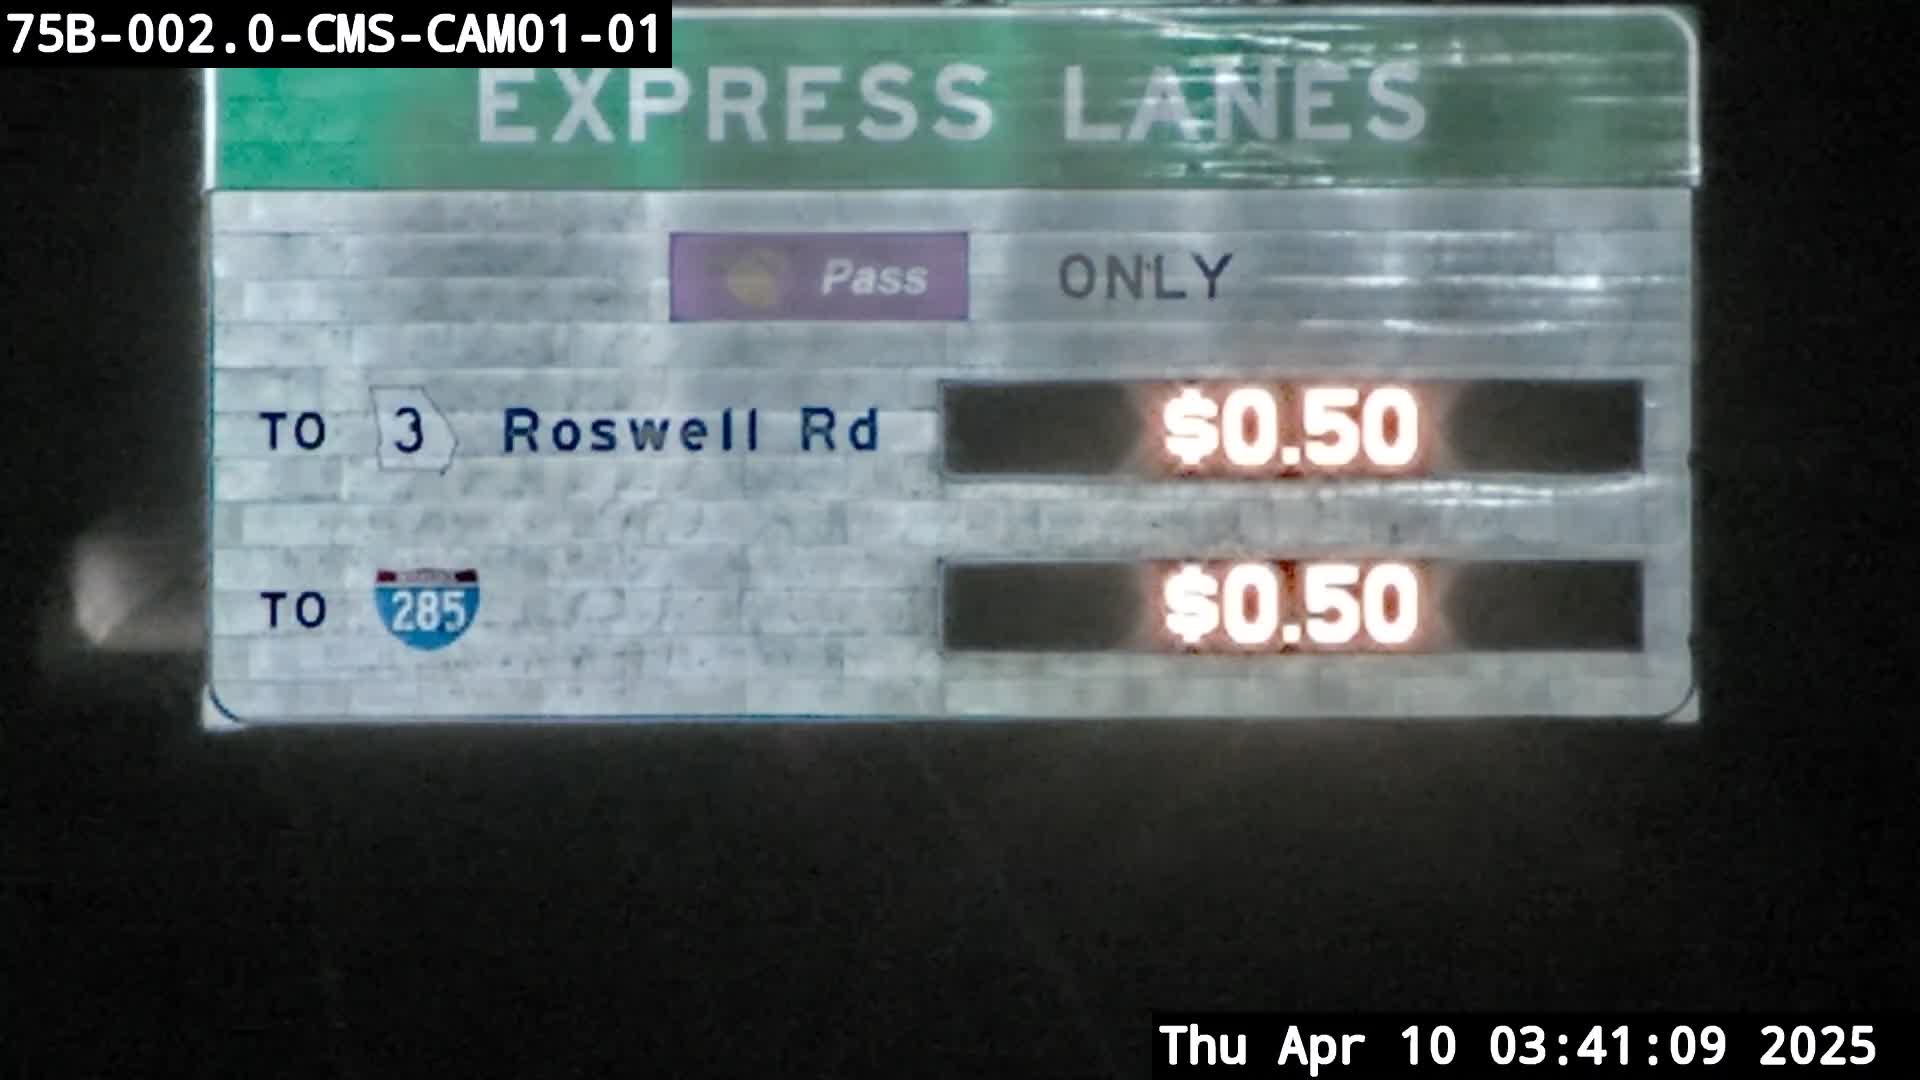 75B-002.0-CMS-CAM01-01
EXPRESS LANES
Pass ONLY
TO 3 Roswell Rd $0.50
TO 285 $0.50
Thu Apr 10 03:41:09 2025